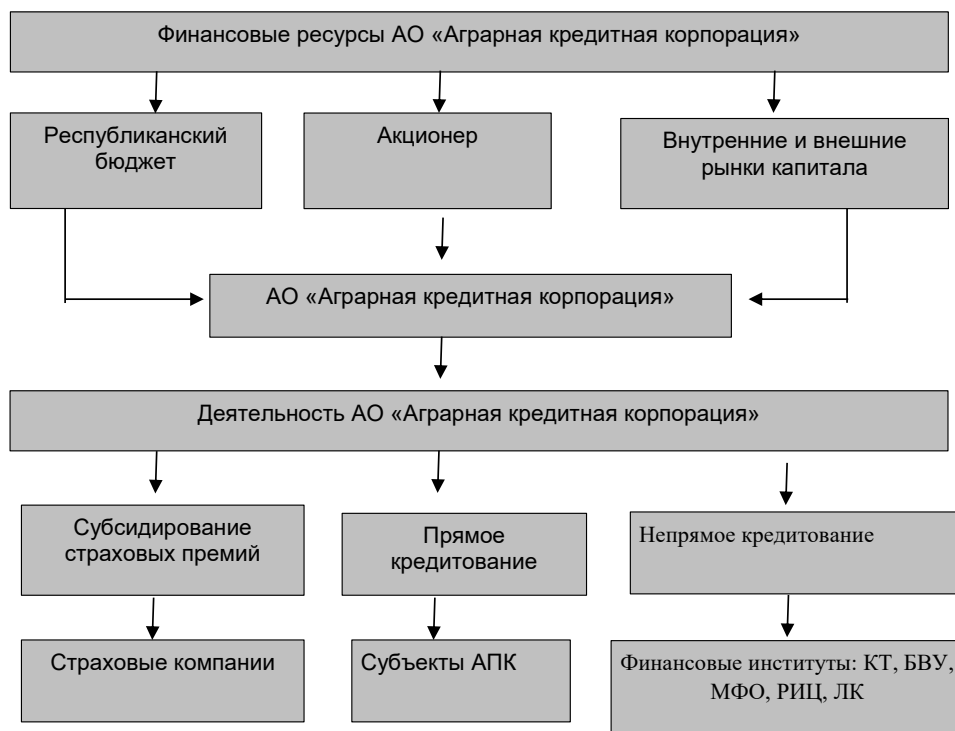 Финансовые ресурсы АО «Аграрная кредитная корпорация»
Республиканский
бюджет
Акционер
Внутренние и внешние
рынки капитала
АО «Аграрная кредитная корпорация»
Деятельность АО «Аграрная кредитная корпорация»
Субсидирование
страховых премий
Прямое
кредитование
Непрямое кредитование
Страховые компании
Субъекты АПК
Финансовые институты: КТ, БВУ,
МФО, РИЦ, ЛК